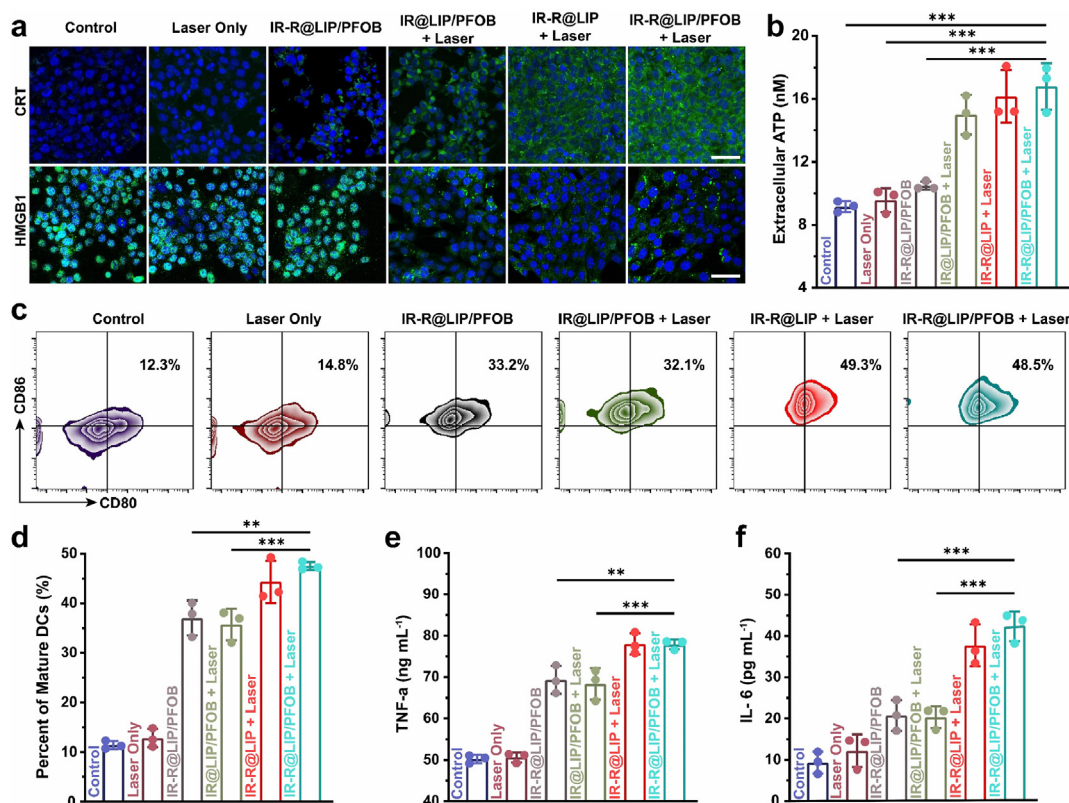 a
Control
Laser Only
IR-R@LIP/PFOB
IR@LIP/PFOB
+ Laser
IR-R@LIP
+ Laser
IR-R@LIP/PFOB
+ Laser
CRT
HMGB1
b
***
***
***
Extracellular ATP (nM)
20
16
12
8
Control
Laser Only
IR-R@LIP/PFOB
IR@LIP/PFOB + Laser
IR-R@LIP + Laser
IR-R@LIP/PFOB + Laser
c
Control
Laser Only
IR-R@LIP/PFOB
IR@LIP/PFOB + Laser
IR-R@LIP + Laser
IR-R@LIP/PFOB + Laser
12.3%
14.8%
33.2%
32.1%
49.3%
48.5%
CD86
CD80
d
**
***
Percent of Mature DCs (%)
50
40
30
20
10
0
Control
Laser Only
IR-R@LIP/PFOB
IR@LIP/PFOB + Laser
IR-R@LIP + Laser
IR-R@LIP/PFOB + Laser
e
**
***
TNF-a (ng mL⁻¹)
100
90
80
70
60
50
40
Control
Laser Only
IR-R@LIP/PFOB
IR@LIP/PFOB + Laser
IR-R@LIP + Laser
IR-R@LIP/PFOB + Laser
f
***
***
IL- 6 (pg mL⁻¹)
60
50
40
30
20
10
0
Control
Laser Only
IR-R@LIP/PFOB
IR@LIP/PFOB + Laser
IR-R@LIP + Laser
IR-R@LIP/PFOB + Laser